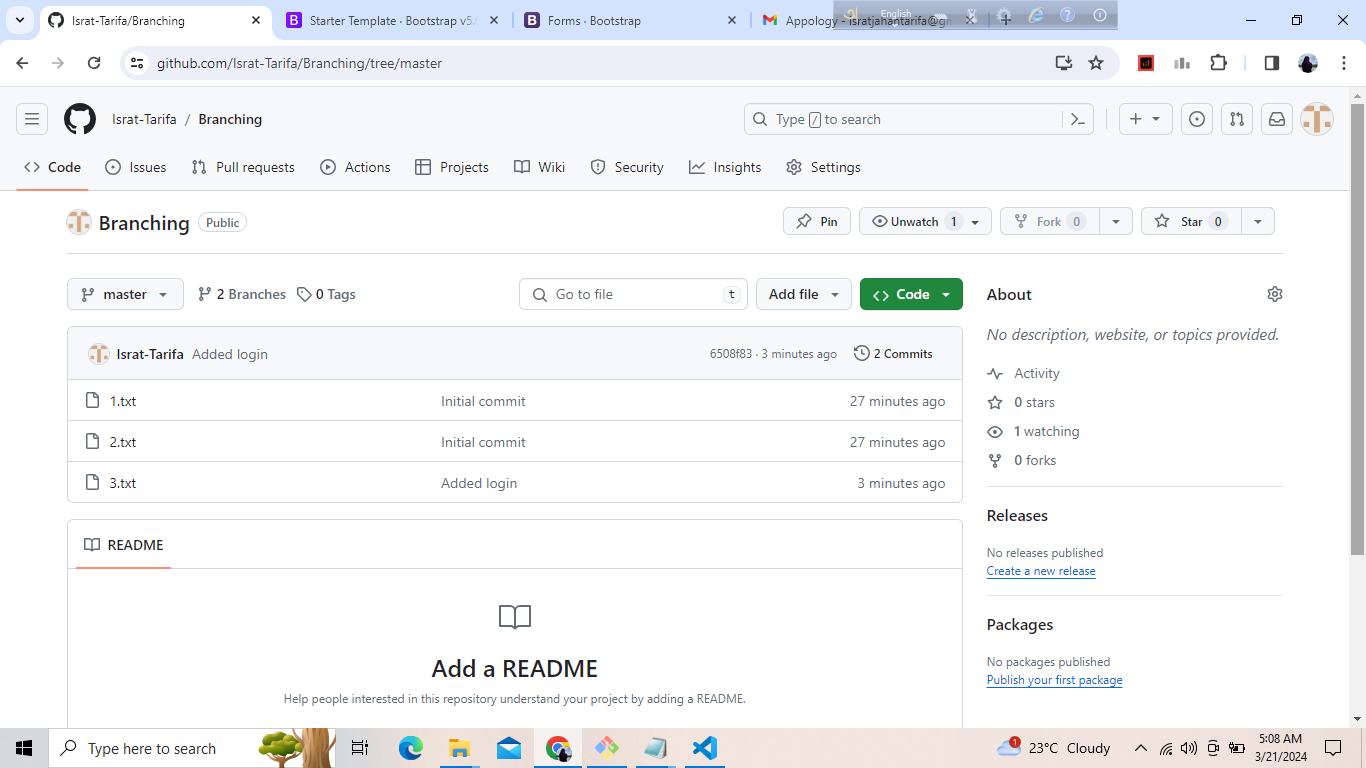 Israt-Tarifa/Branching
Starter Template · Bootstrap v5.
Forms · Bootstrap
Appology - isratjahantarifa@g
English
github.com/Israt-Tarifa/Branching/tree/master
Israt-Tarifa / Branching
Type / to search
Code
Issues
Pull requests
Actions
Projects
Wiki
Security
Insights
Settings
Branching
Public
Pin
Unwatch 1
Fork 0
Star 0
master
2 Branches
0 Tags
Go to file
t
Add file
Code
About
No description, website, or topics provided.
Israt-Tarifa Added login
6508f83 · 3 minutes ago
2 Commits
1.txt Initial commit 27 minutes ago
2.txt Initial commit 27 minutes ago
3.txt Added login 3 minutes ago
Activity
0 stars
1 watching
0 forks
Releases
No releases published
Create a new release
README
Add a README
Help people interested in this repository understand your project by adding a README.
Packages
No packages published
Publish your first package
Type here to search
1
23°C Cloudy
5:08 AM
3/21/2024